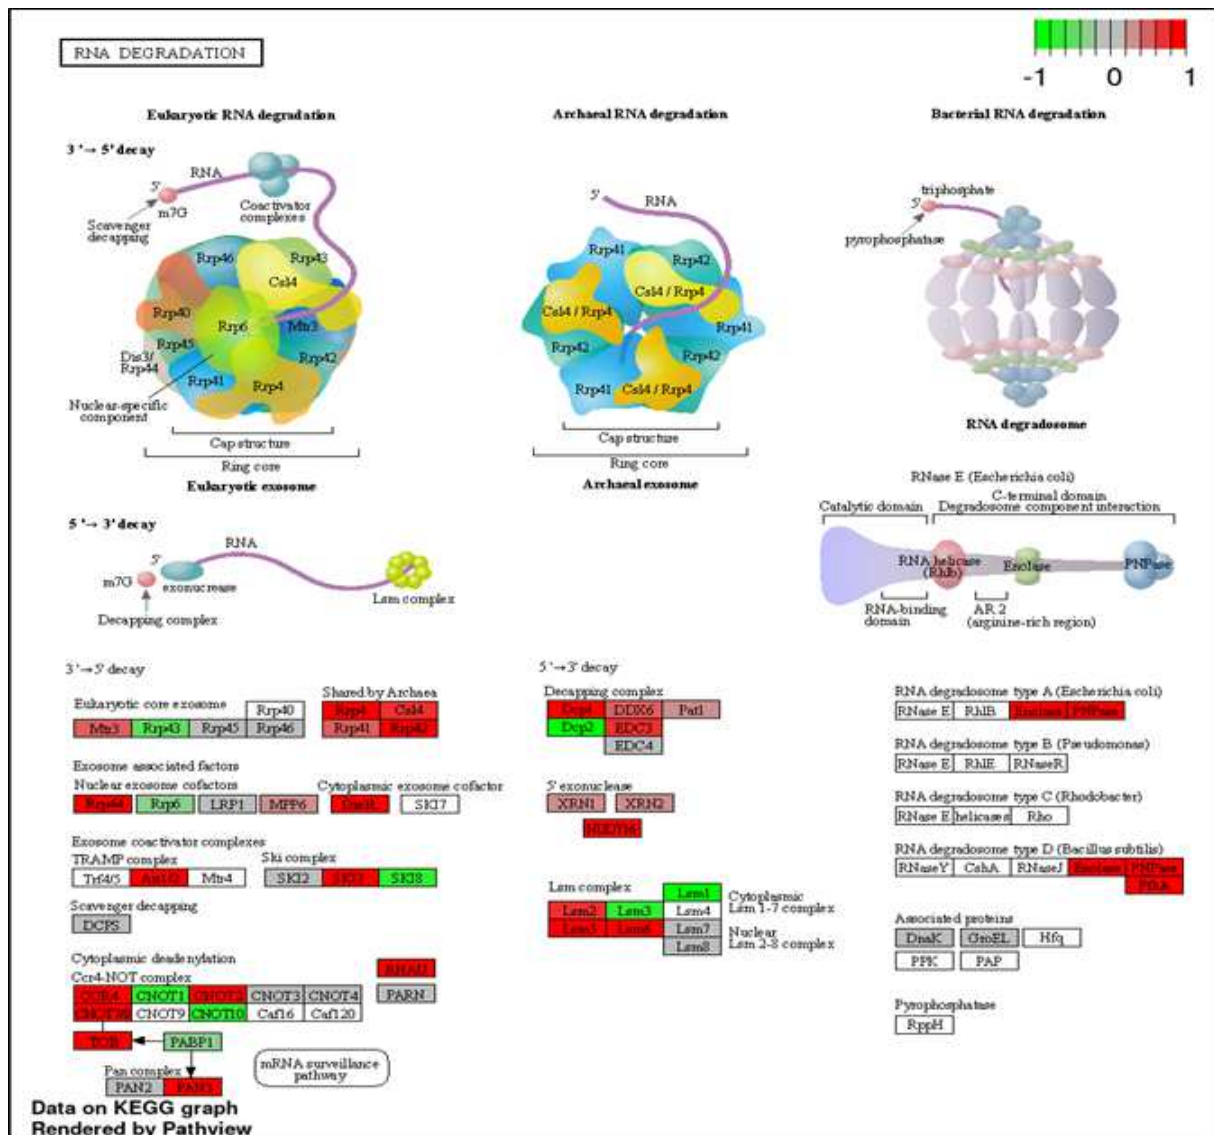 RNA DEGRADATION
-1 0 1
Eukaryotic RNA degradation
Archaeal RNA degradation
Bacterial RNA degradation
3'→ 5' decay
RNA
5'
m7G
Scavenger
decapping
Coactivator
complexes
Rrp46
Rrp43
Csl4
Rrp40
Rrp6
Mtr3
Rrp45
Dis3/
Rrp44
Rrp42
Rrp41
Rrp4
Nuclear-specific
component
Cap structure
Ring core
Eukaryotic exosome
5'
RNA
Rrp41
Rrp42
Csl4 / Rrp4
Csl4 / Rrp4
Rrp41
Rrp42
Rrp42
Rrp41
Csl4 / Rrp4
Cap structure
Ring core
Archaeal exosome
triphosphate
5'
pyrophosphatase
RNA degradosome
RNase E (Escherichia coli)
C-terminal domain
Catalytic domain
Degradosome component interaction
RNA helicase
(Rhlb)
Enolase
PNPase
RNA-binding
domain
AR 2
(arginine-rich region)
5'→ 3' decay
RNA
5'
m7G
exonucrease
Lsm complex
Decapping complex
3'→5' decay
Eukaryotic core exosome
Rrp40
Mtr3 Rrp43 Rrp45 Rrp46
Shared by Archaea
Rrp4 Csl4
Rrp41 Rrp42
Exosome associated factors
Nuclear exosome cofactors
Rrp44 Rrp6 LRP1 MPP6
Cytoplasmic exosome cofactor
SKI7
Exosome coactivator complexes
TRAMP complex
Trf4/5 Air1/2 Mtr4
Ski complex
SKI2 SKI3 SKI8
Scavenger decapping
DCPS
Cytoplasmic deadenylation
Ccr4-NOT complex
CCR4 CNOT1 CNOT2 CNOT3 CNOT4
CNOT9 CNOT10 Caf16 Caf120
PARN
TOB
PABP1
Pan complex
PAN2 PAN3
mRNA surveillance
pathway
5'→3' decay
Decapping complex
Dcp1 DDX6 Pat1
Dcp2 EDC3
EDC4
5' exonuclease
XRN1 XRN2
NUDT16
Lsm complex
Lsm1
Lsm2 Lsm3 Lsm4
Lsm5 Lsm6 Lsm7
Lsm8
Cytoplasmic
Lsm 1-7 complex
Nuclear
Lsm 2-8 complex
RNA degradosome type A (Escherichia coli)
RNase E RhlB Enolase PNPase
RNA degradosome type B (Pseudomonas)
RNase E RhlE RNaseR
RNA degradosome type C (Rhodobacter)
RNase E helicases Rho
RNA degradosome type D (Bacillus subtilis)
RNaseY CshA RNaseJ Enolase PNPase
PfkA
Associated proteins
DnaK GroEL Hfq
PPK PAP
Pyrophosphatase
RppH
Data on KEGG graph
Rendered by Pathview